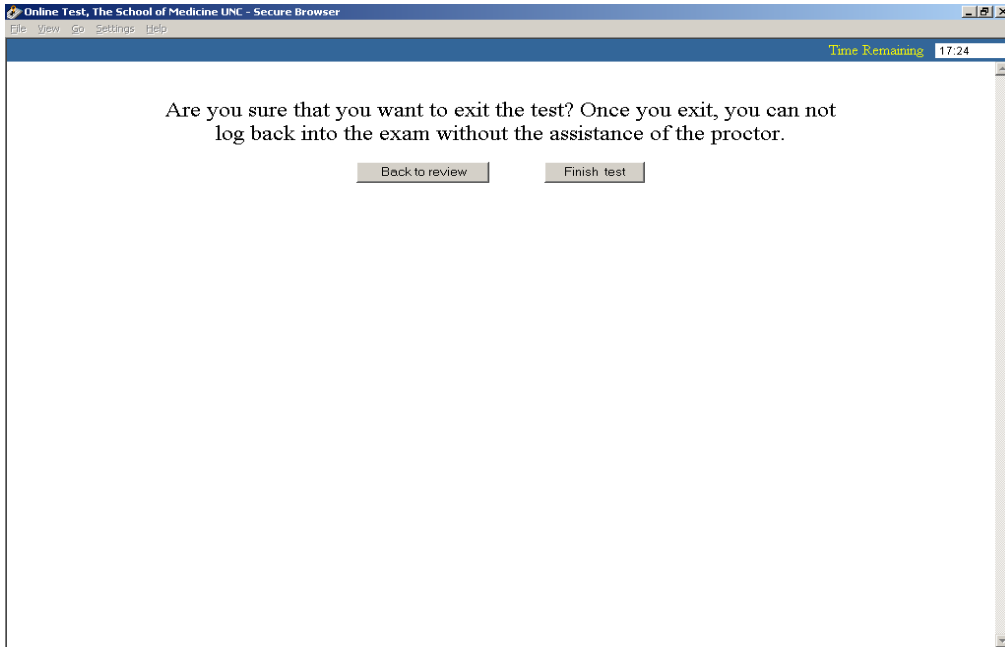 Online Test, The School of Medicine UNC - Secure Browser
File View Go Settings Help
Time Remaining 17:24
Are you sure that you want to exit the test? Once you exit, you can not
log back into the exam without the assistance of the proctor.
Back to review Finish test